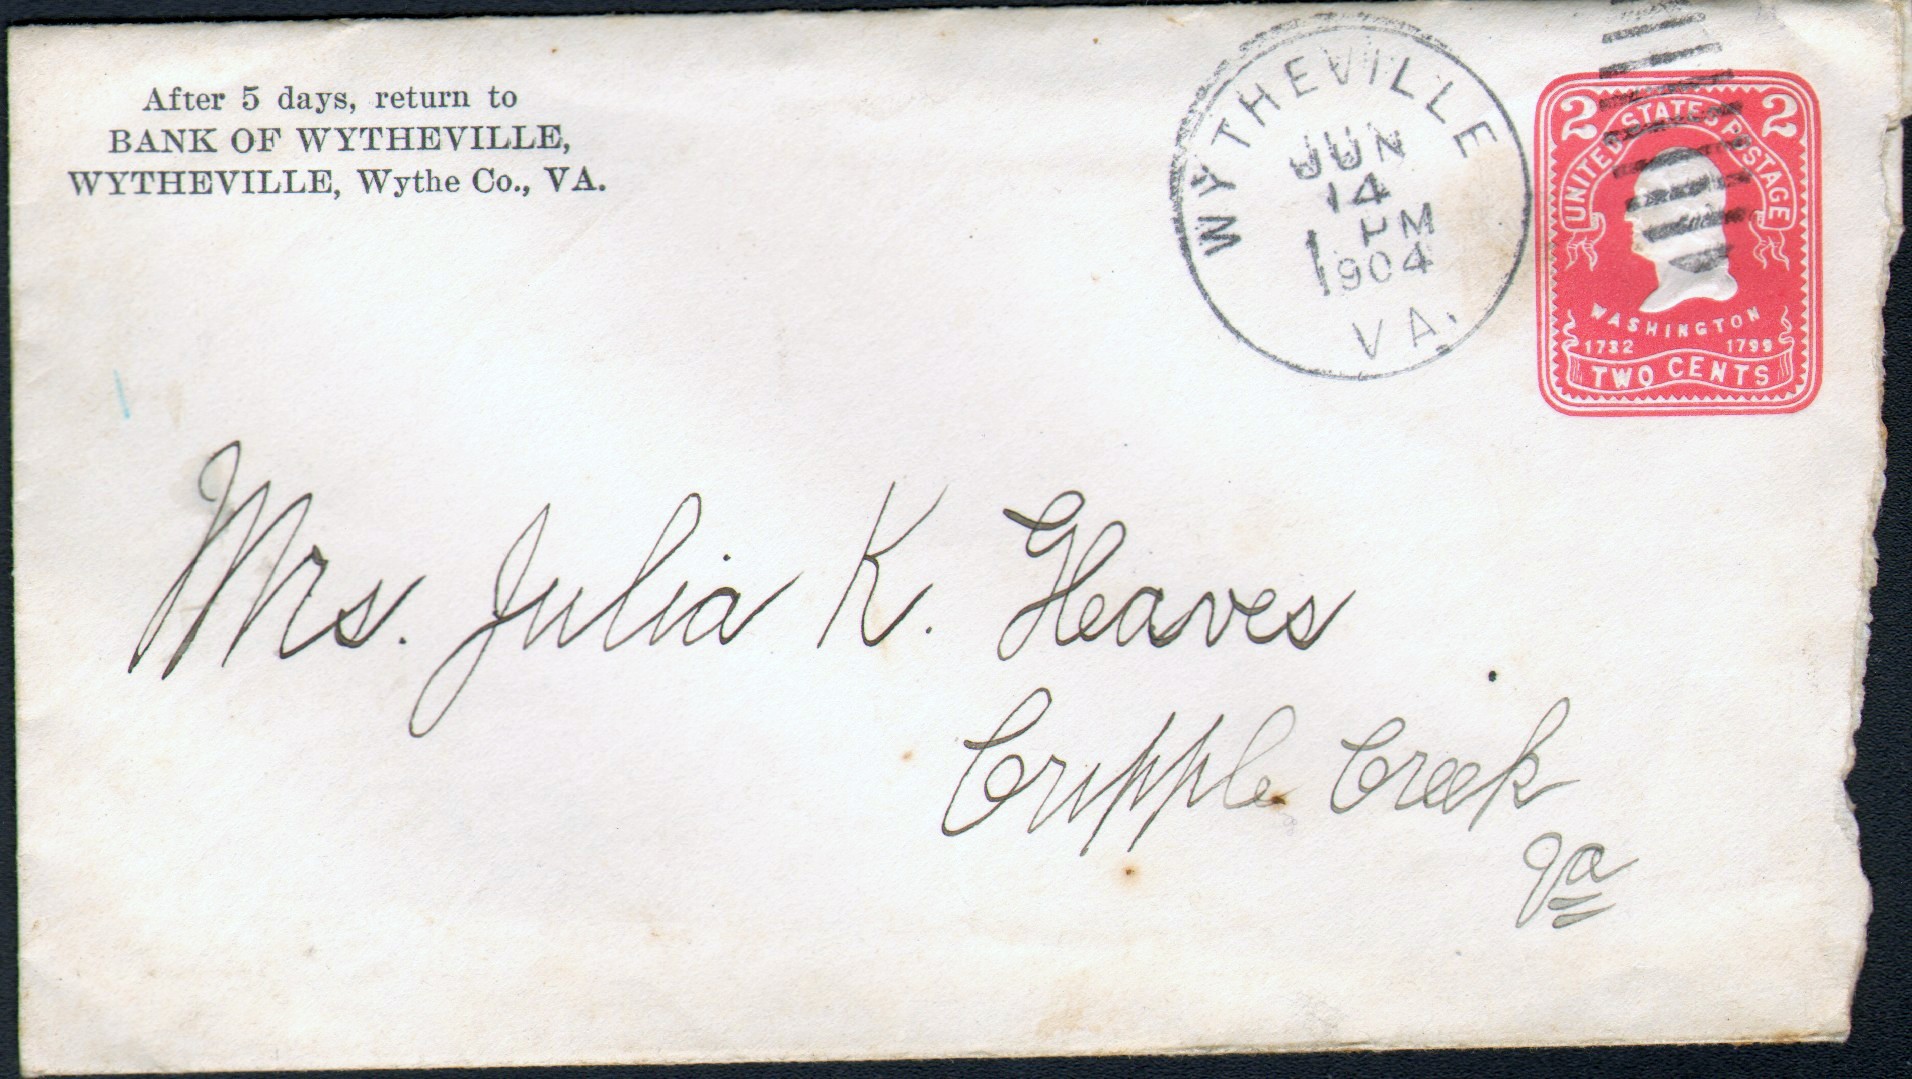 After 5 days, return to
BANK OF WYTHEVILLE,
WYTHEVILLE, Wythe Co., VA.
WYTHEVILLE
JUN
14
1 PM
1904
VA.
2 2
UNITED STATES POSTAGE
WASHINGTON
1732 1799
TWO CENTS
Mrs. Julia K. Heaves
Cripple Creek
Va